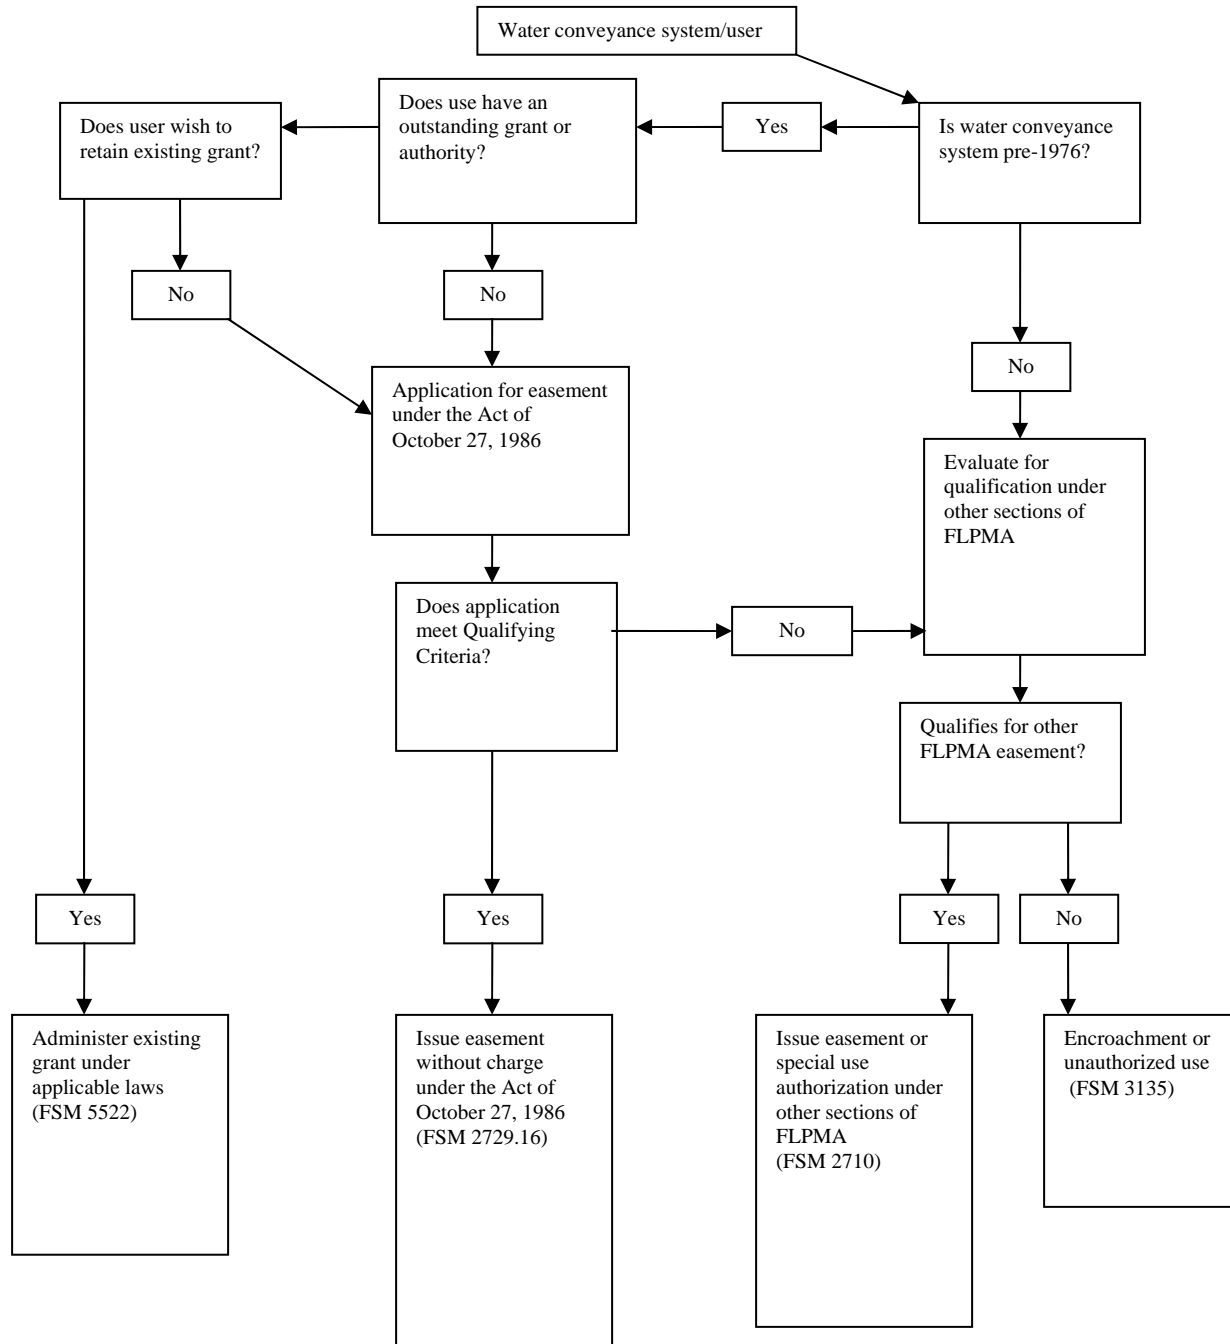 Water conveyance system/user
Does use have an
outstanding grant or
authority?
Does user wish to
retain existing grant?
Yes
Is water conveyance
system pre-1976?
No
No
No
Application for easement
under the Act of
October 27, 1986
Evaluate for
qualification under
other sections of
FLPMA
Does application
meet Qualifying
Criteria?
No
Qualifies for other
FLPMA easement?
Yes
Yes
Yes
No
Administer existing
grant under
applicable laws
(FSM 5522)
Issue easement
without charge
under the Act of
October 27, 1986
(FSM 2729.16)
Issue easement or
special use
authorization under
other sections of
FLPMA
(FSM 2710)
Encroachment or
unauthorized use
(FSM 3135)